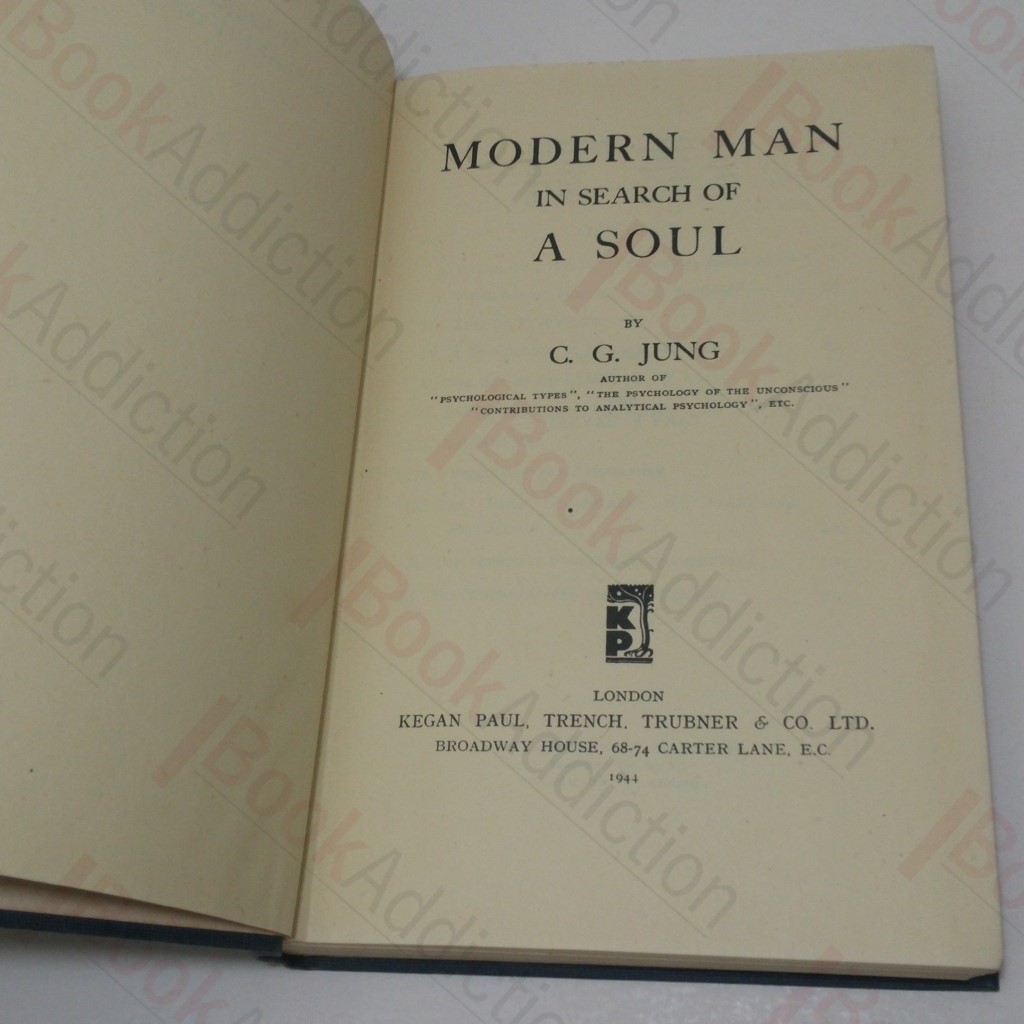 MODERN MAN
IN SEARCH OF
A SOUL
BY
C. G. JUNG
AUTHOR OF
"PSYCHOLOGICAL TYPES", "THE PSYCHOLOGY OF THE UNCONSCIOUS"
"CONTRIBUTIONS TO ANALYTICAL PSYCHOLOGY", ETC.
K
P
LONDON
KEGAN PAUL, TRENCH, TRUBNER & CO. LTD.
BROADWAY HOUSE, 68-74 CARTER LANE, E.C.
1944
BookAddiction